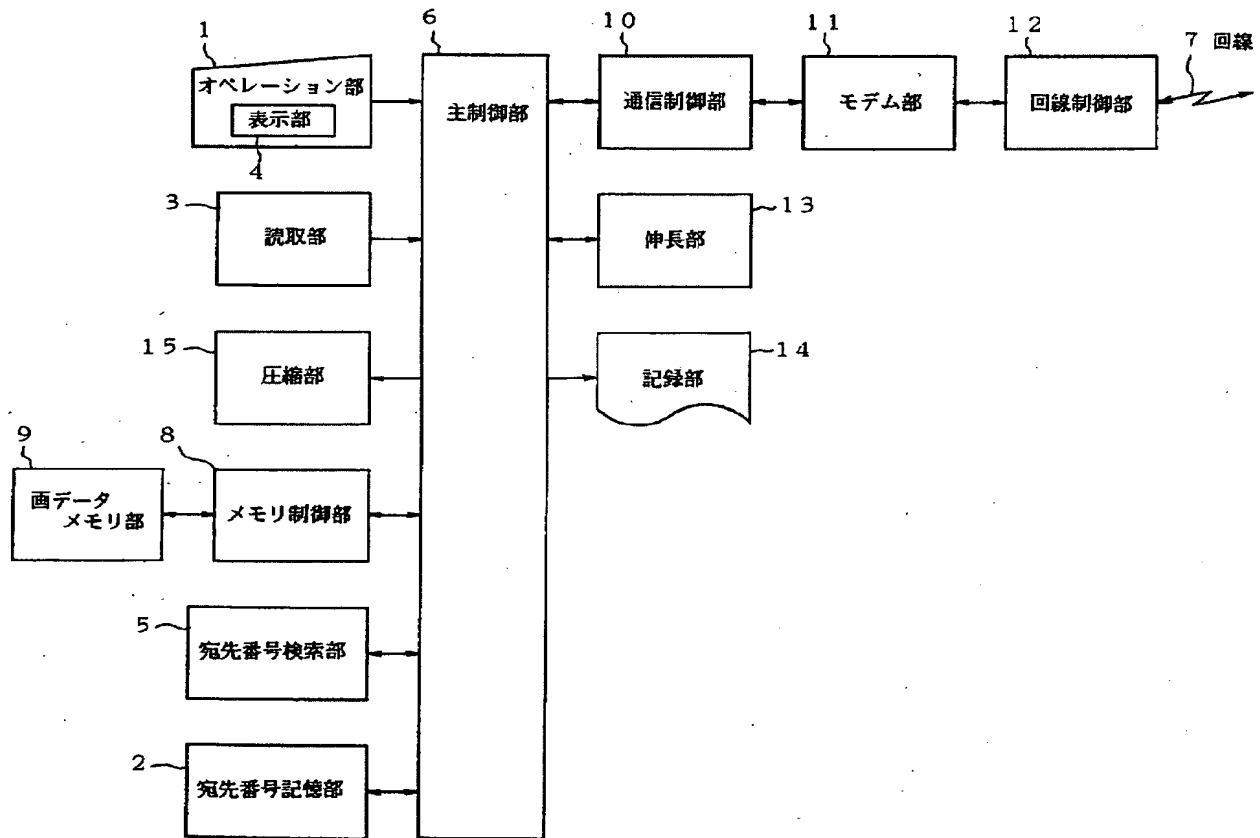 1
オペレーション部
表示部
4
6
主制御部
10
通信制御部
11
モデム部
12
回線制御部
7 回線
3
読取部
13
伸長部
15
圧縮部
14
記録部
9
画データ
メモリ部
8
メモリ制御部
5
宛先番号検索部
2
宛先番号記憶部